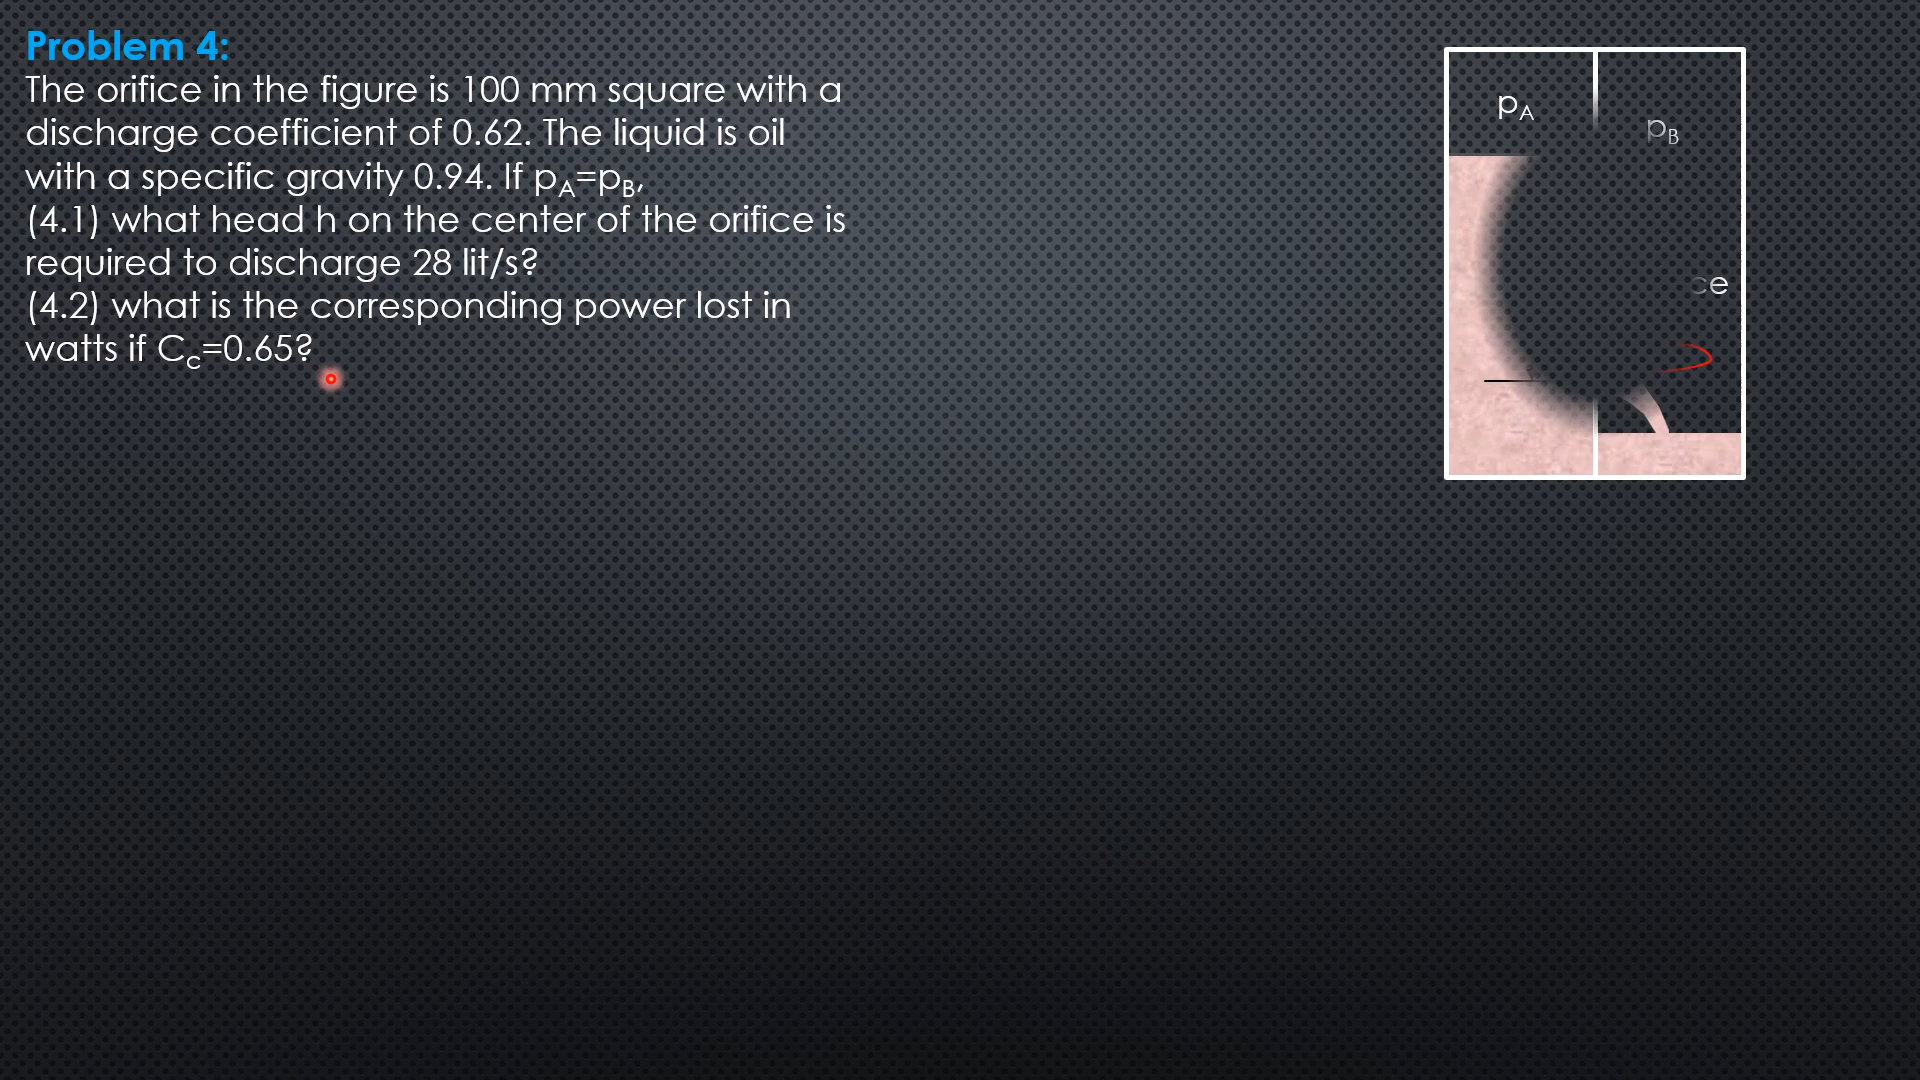 Problem 4:
The orifice in the figure is 100 mm square with a
discharge coefficient of 0.62. The liquid is oil
with a specific gravity 0.94. If pA=pB,
(4.1) what head h on the center of the orifice is
required to discharge 28 lit/s?
(4.2) what is the corresponding power lost in
watts if Cc=0.65?
pA
pB